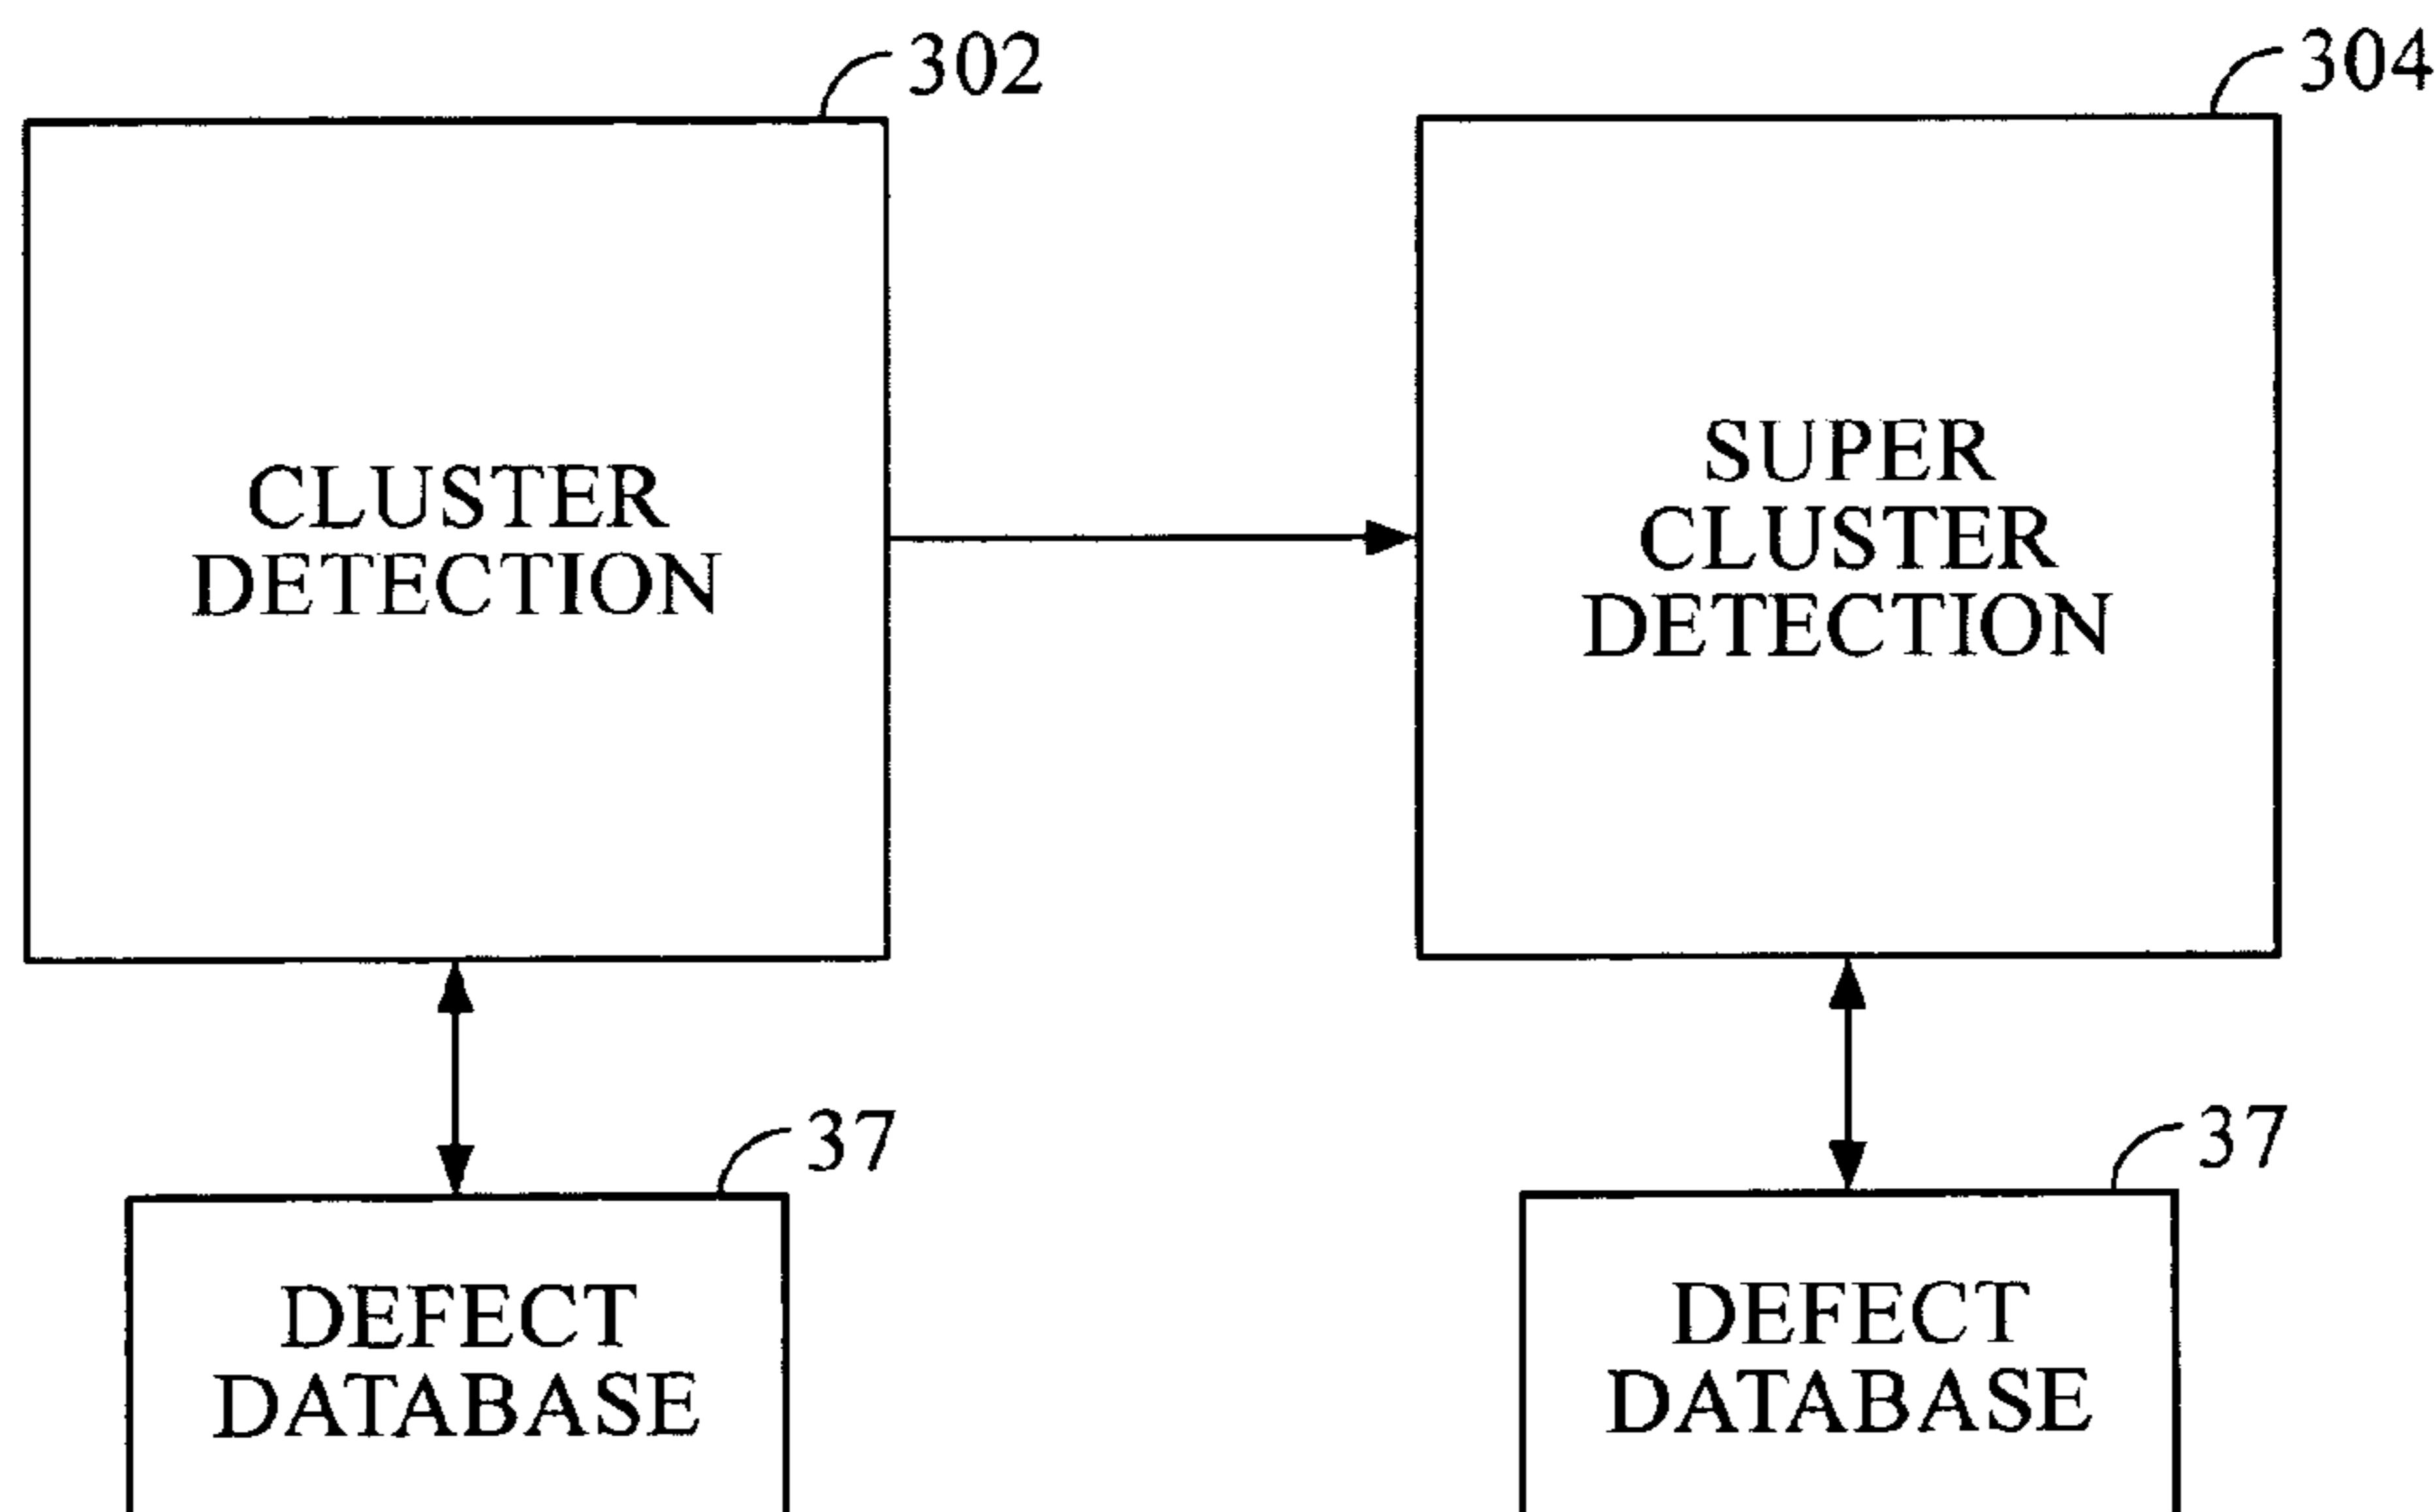 302
304
CLUSTER
DETECTION
SUPER
CLUSTER
DETECTION
37
37
DEFECT
DATABASE
DEFECT
DATABASE